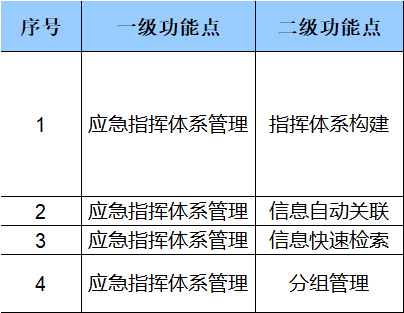 序号 一级功能点 二级功能点
1 应急指挥体系管理 指挥体系构建
2 应急指挥体系管理 信息自动关联
3 应急指挥体系管理 信息快速检索
4 应急指挥体系管理 分组管理